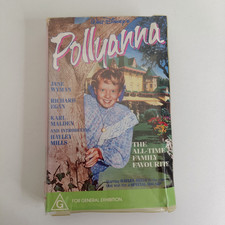 Pollyanna
JANE
WYMAN
RICHARD
EGAN
KARL
MALDEN
AND INTRODUCING
HAYLEY
MILLS
THE
ALL-TIME
FAMILY
FAVOURITE
G
FOR GENERAL EXHIBITION